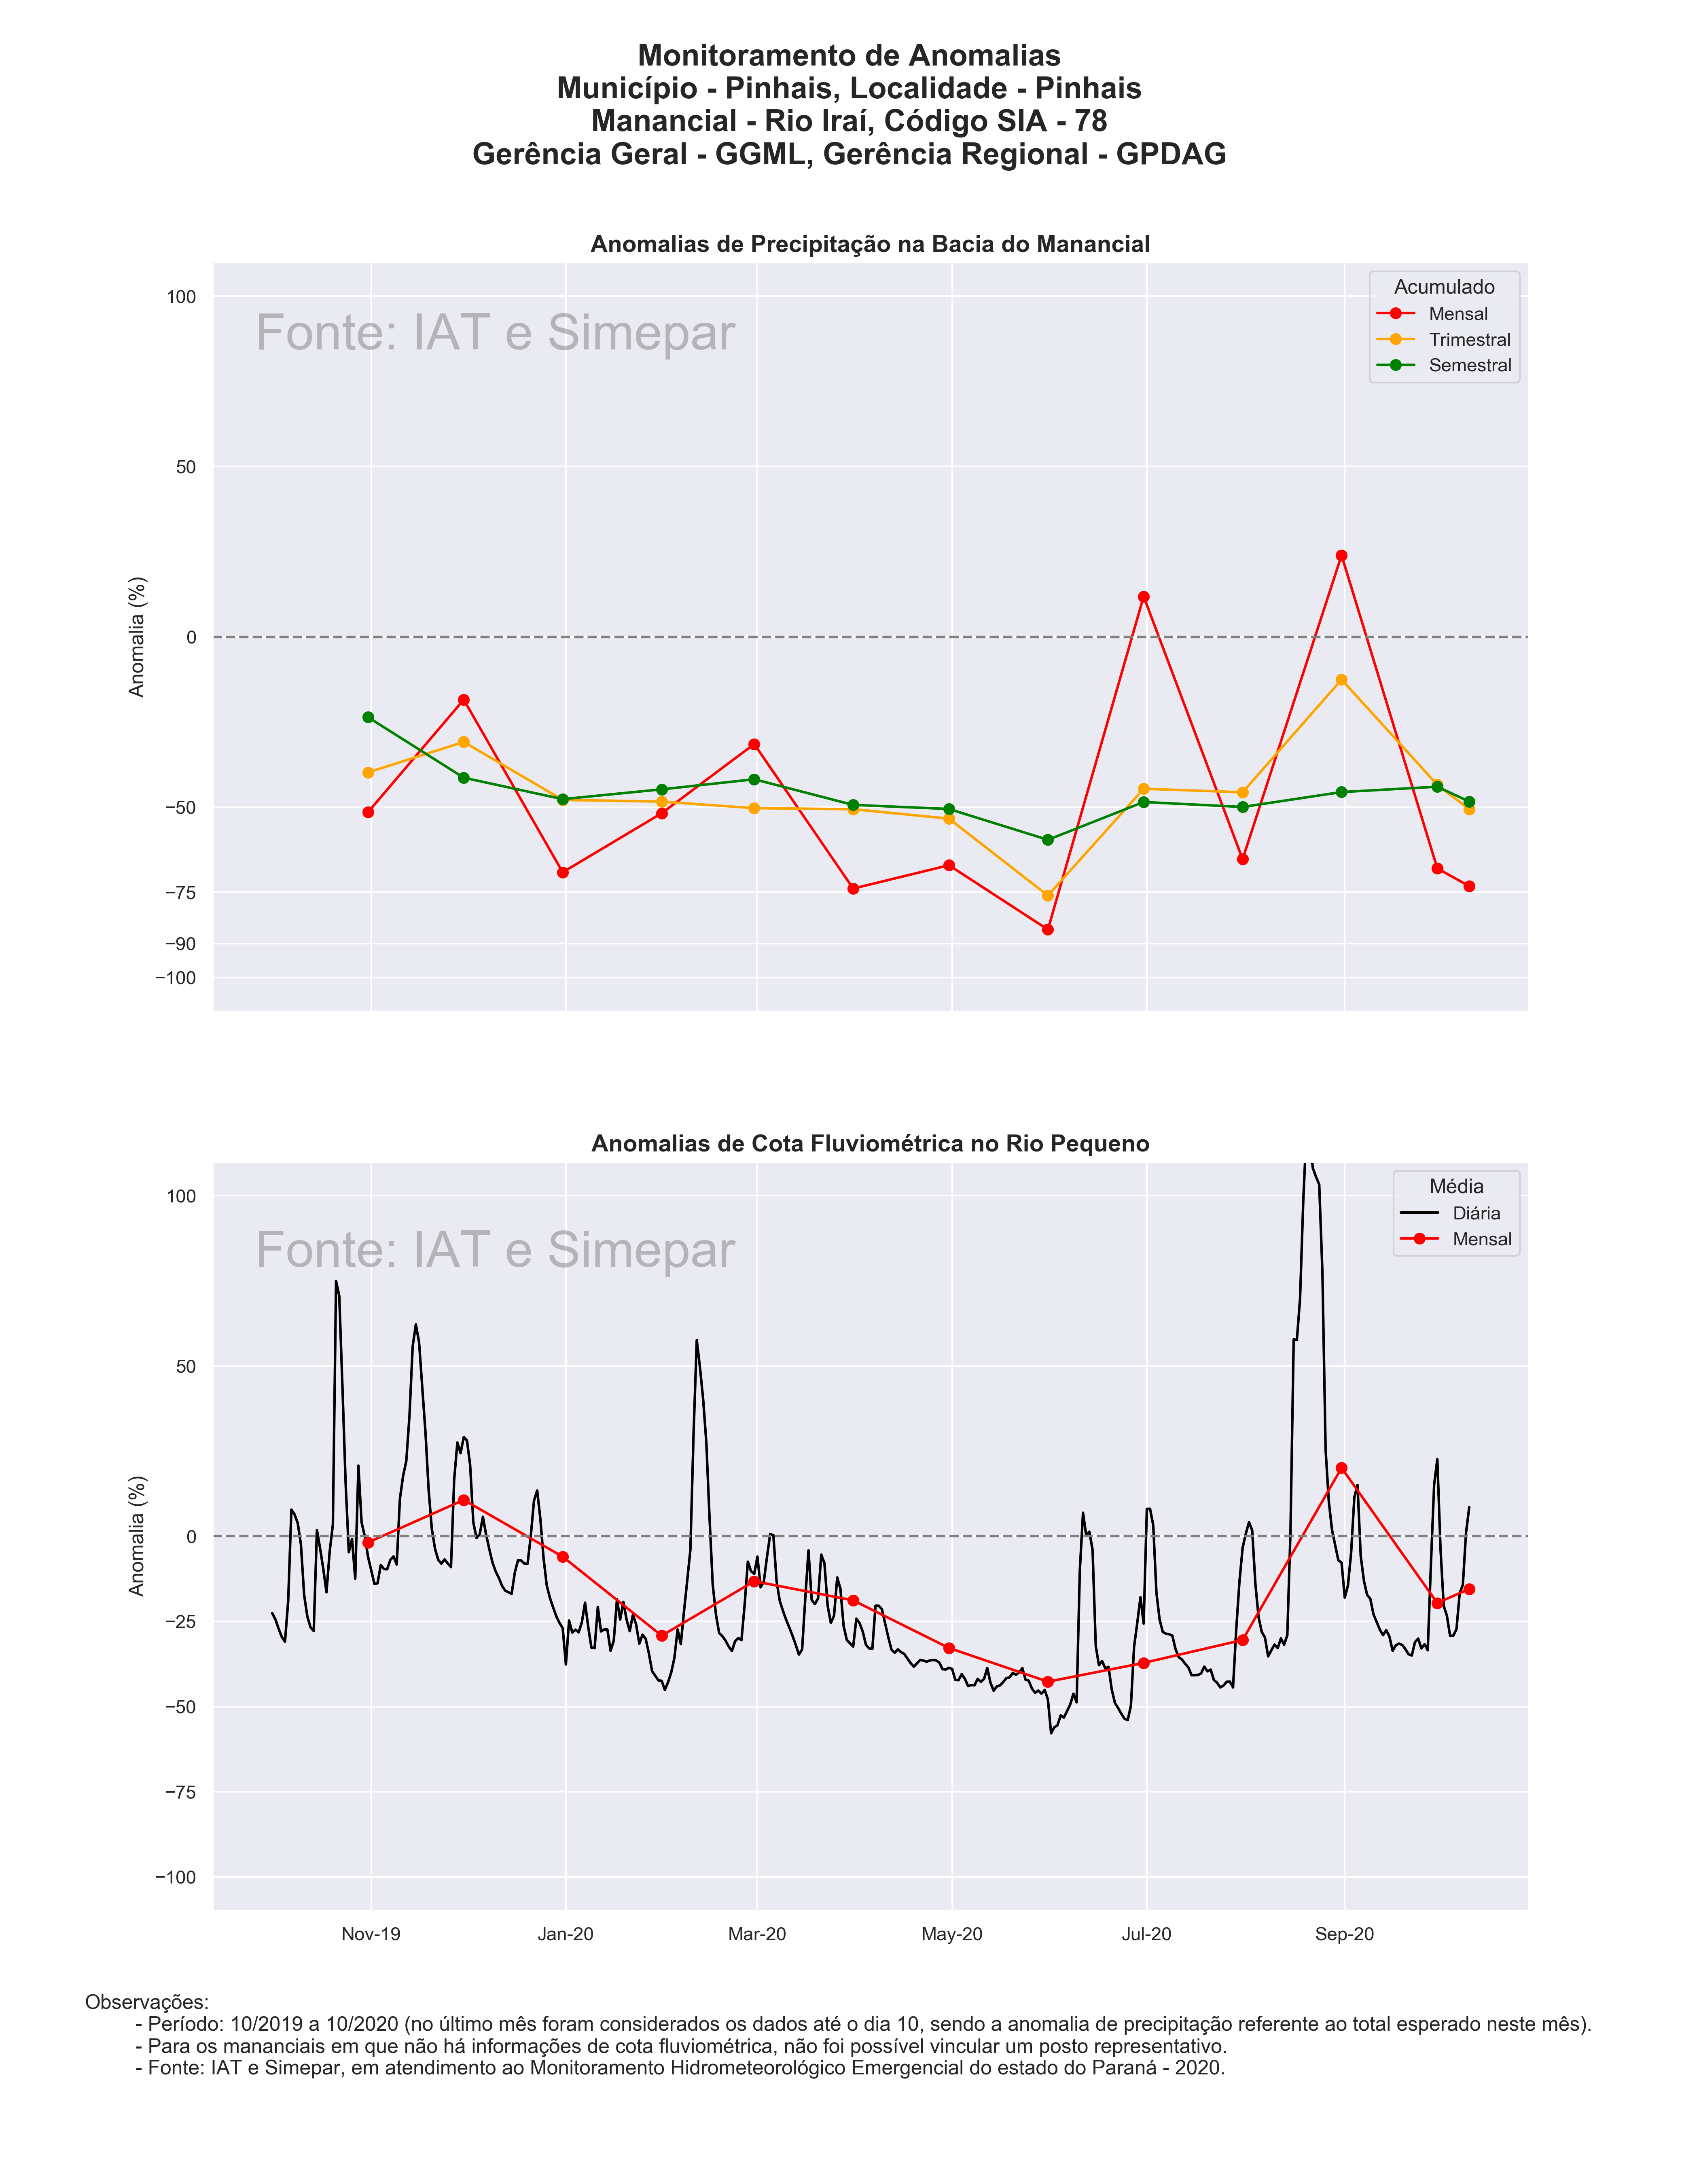 Monitoramento de Anomalias
Município - Pinhais, Localidade - Pinhais
Manancial - Rio Iraí, Código SIA - 78
Gerência Geral - GGML, Gerência Regional - GPDAG
Anomalias de Precipitação na Bacia do Manancial
Fonte: IAT e Simepar
Acumulado
Mensal
Trimestral
Semestral
Anomalia (%)
100
50
0
−50
−75
−90
−100
Anomalias de Cota Fluviométrica no Rio Pequeno
Fonte: IAT e Simepar
Média
Diária
Mensal
Anomalia (%)
100
50
0
−25
−50
−75
−100
Nov-19 Jan-20 Mar-20 May-20 Jul-20 Sep-20
Observações:
- Período: 10/2019 a 10/2020 (no último mês foram considerados os dados até o dia 10, sendo a anomalia de precipitação referente ao total esperado neste mês).
- Para os mananciais em que não há informações de cota fluviométrica, não foi possível vincular um posto representativo.
- Fonte: IAT e Simepar, em atendimento ao Monitoramento Hidrometeorológico Emergencial do estado do Paraná - 2020.